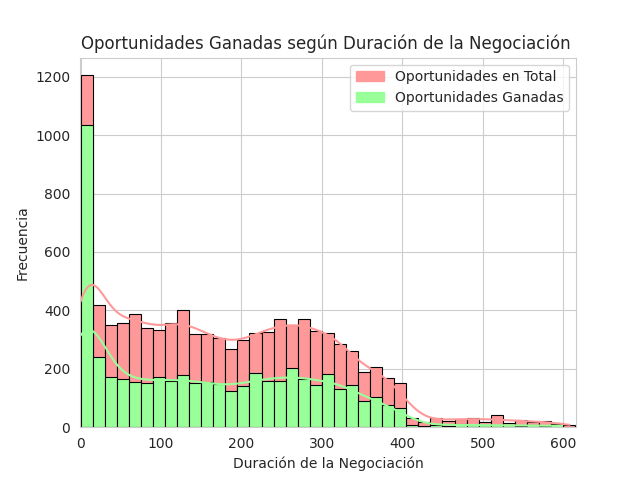 Oportunidades Ganadas según Duración de la Negociación
Oportunidades en Total
Oportunidades Ganadas
Frecuencia
1200
1000
800
600
400
200
0
0 100 200 300 400 500 600
Duración de la Negociación